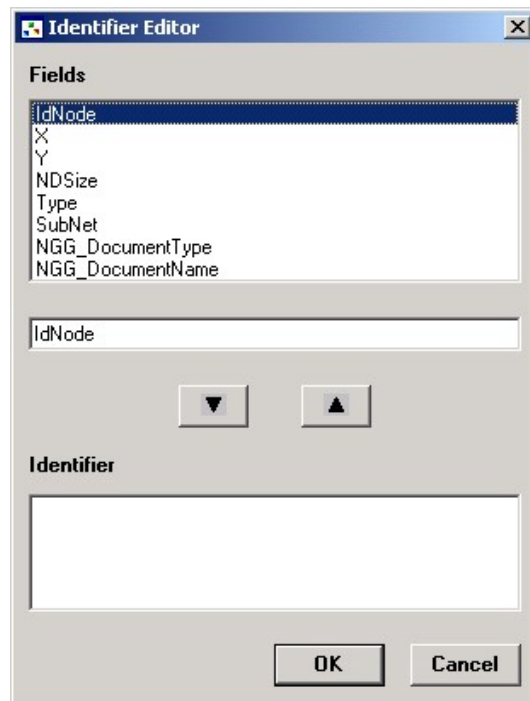 Identifier Editor
Fields
IdNode
X
Y
NDSize
Type
SubNet
NGG_DocumentType
NGG_DocumentName
IdNode
Identifier
OK
Cancel